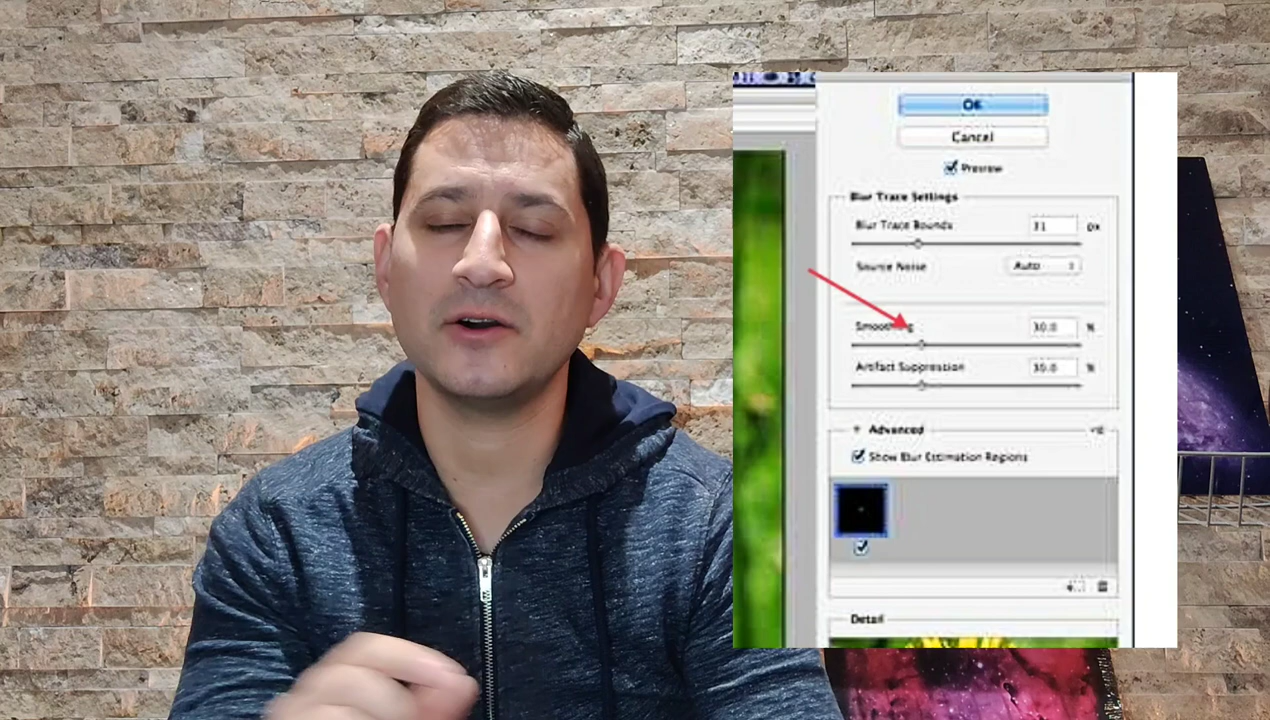 OK
Cancel
Preview
Blur Trace Settings
Blur Trace Bounds 31 px
Source Noise Auto
Smoothing 30.0 %
Artifact Suppression 30.0 %
Advanced
Show Blur Estimation Regions
Detail